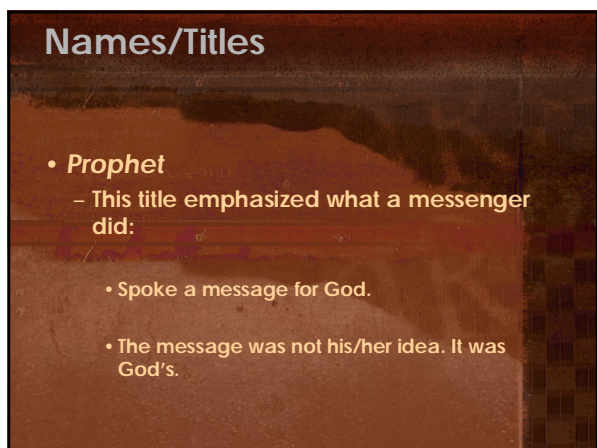 Names/Titles
• Prophet
– This title emphasized what a messenger
did:
• Spoke a message for God.
• The message was not his/her idea. It was
God's.